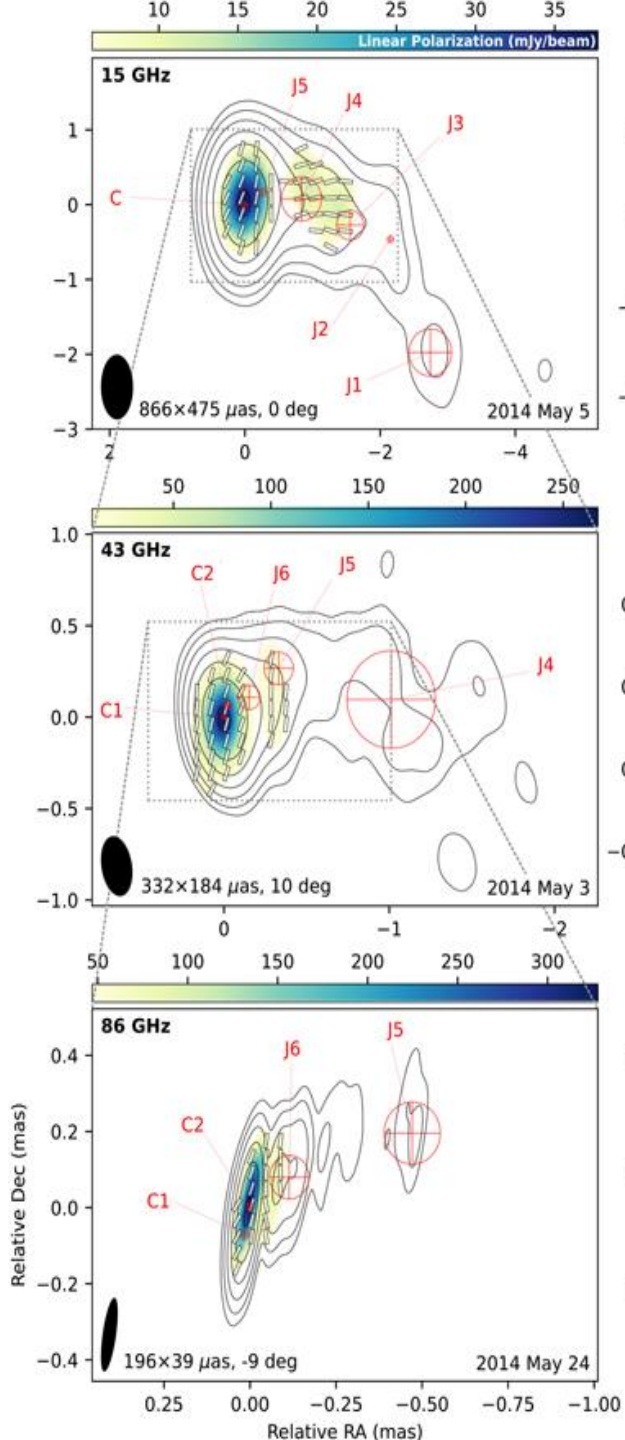 10 15 20 25 30 35
Linear Polarization (mJy/beam)
15 GHz
J5
J4
J3
C
J2
J1
1
0
−1
−2
−3
866×475 μas, 0 deg
2014 May 5
2 0 −2 −4
50 100 150 200 250
43 GHz
C2
J6
J5
J4
C1
1.0
0.5
0.0
−0.5
−1.0
332×184 μas, 10 deg
2014 May 3
0 −1 −2
50 100 150 200 250 300
86 GHz
J5
J6
C2
C1
0.4
0.2
0.0
−0.2
−0.4
Relative Dec (mas)
196×39 μas, -9 deg
2014 May 24
0.25 0.00 −0.25 −0.50 −0.75 −1.00
Relative RA (mas)